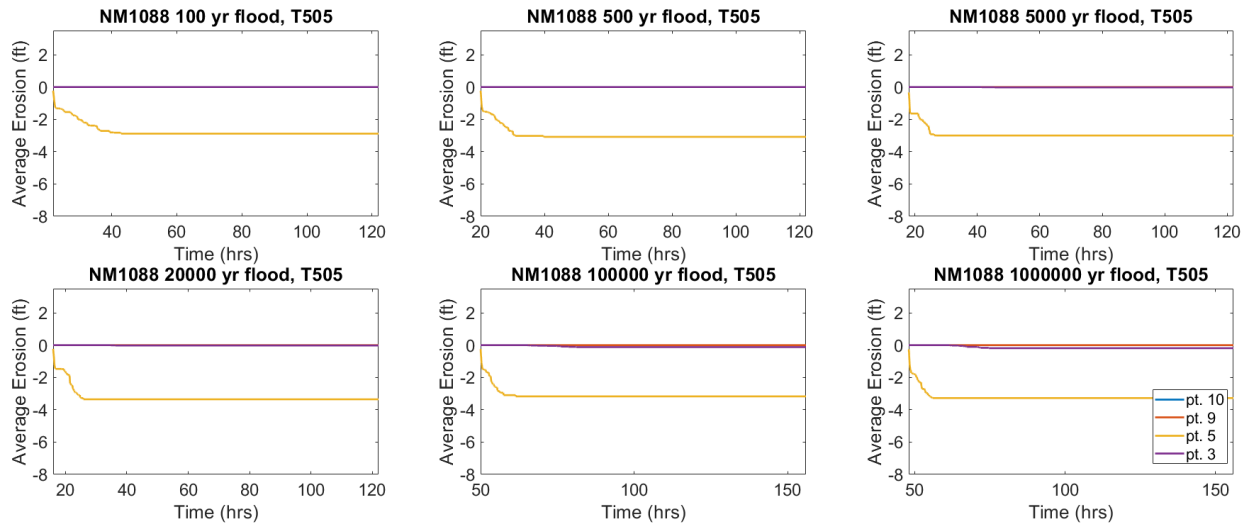 NM1088 100 yr flood, T505
Average Erosion (ft)
2
0
-2
-4
-6
-8
40 60 80 100 120
Time (hrs)
NM1088 500 yr flood, T505
Average Erosion (ft)
2
0
-2
-4
-6
-8
20 40 60 80 100 120
Time (hrs)
NM1088 5000 yr flood, T505
Average Erosion (ft)
2
0
-2
-4
-6
-8
20 40 60 80 100 120
Time (hrs)
NM1088 20000 yr flood, T505
Average Erosion (ft)
2
0
-2
-4
-6
-8
20 40 60 80 100 120
Time (hrs)
NM1088 100000 yr flood, T505
Average Erosion (ft)
2
0
-2
-4
-6
-8
50 100 150
Time (hrs)
NM1088 1000000 yr flood, T505
Average Erosion (ft)
2
0
-2
-4
-6
-8
50 100 150
Time (hrs)
pt. 10
pt. 9
pt. 5
pt. 3